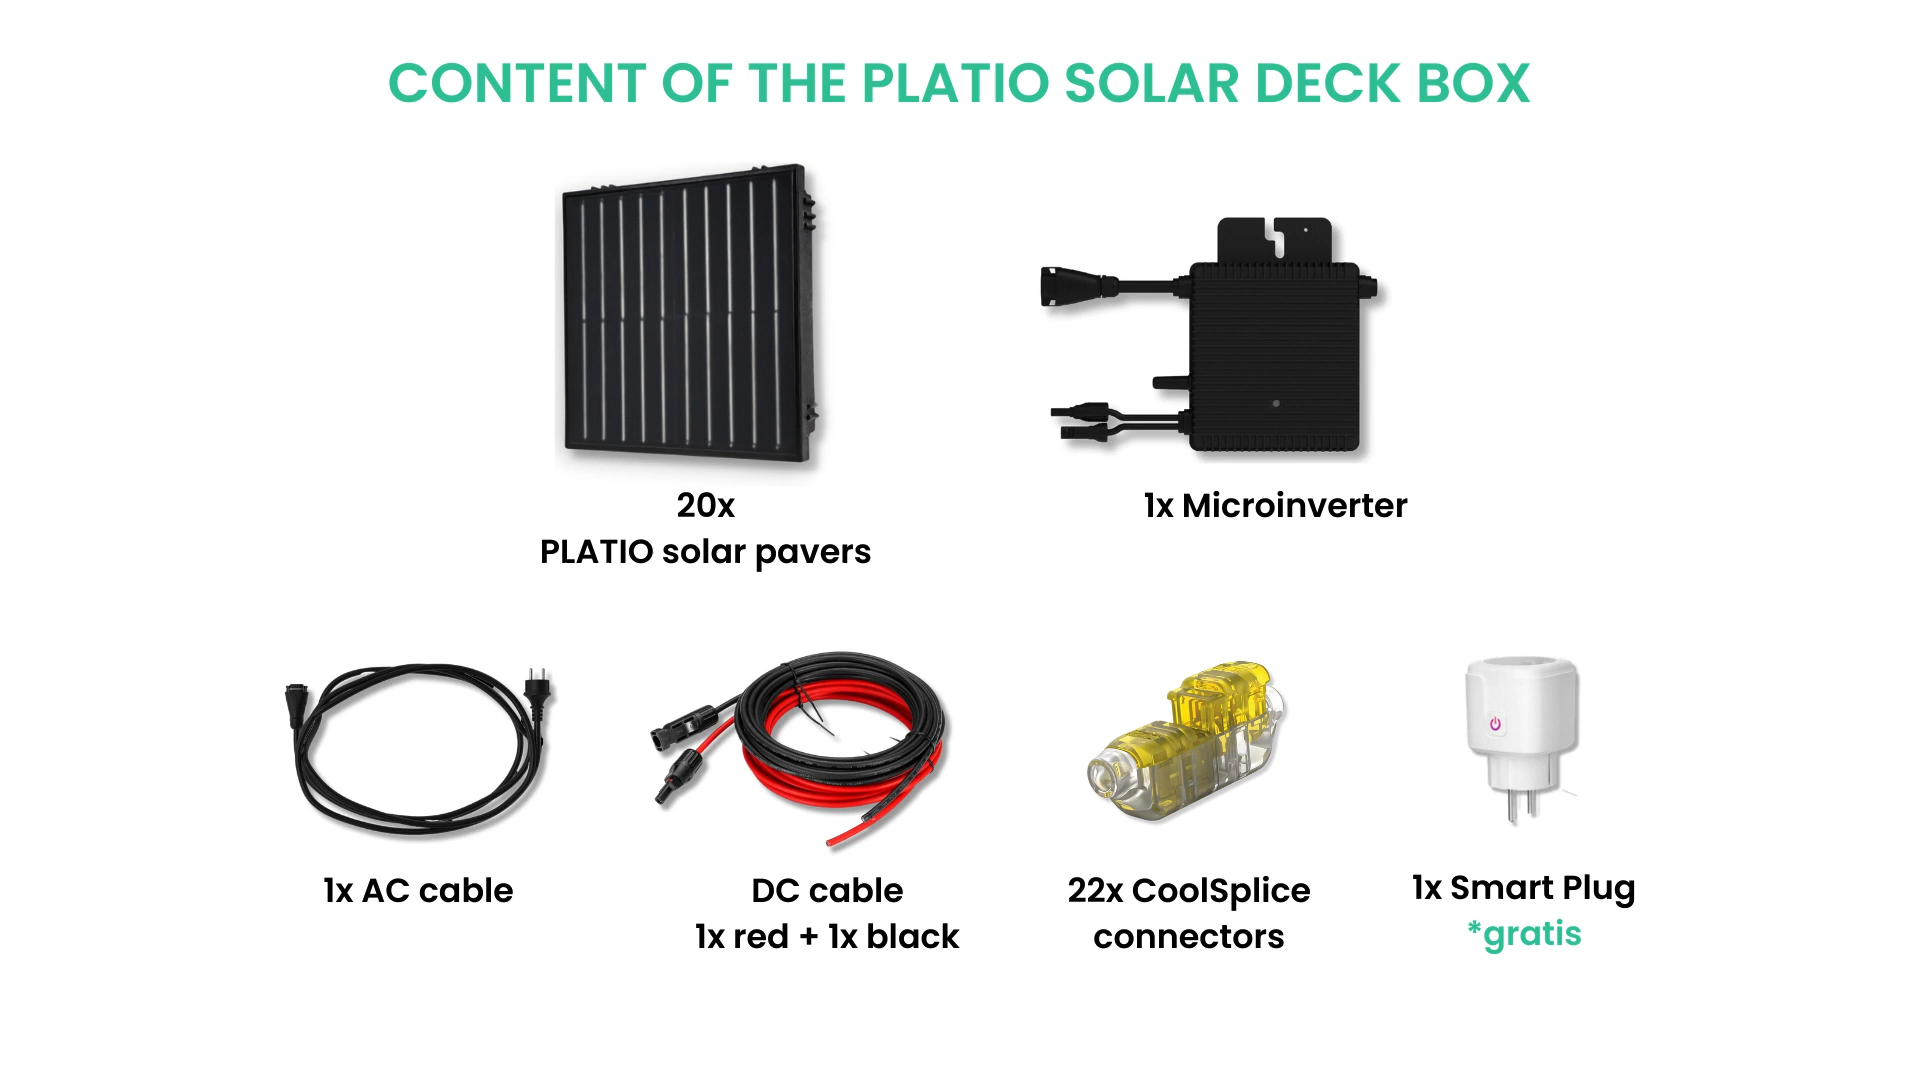 CONTENT OF THE PLATIO SOLAR DECK BOX
20x
PLATIO solar pavers
1x Microinverter
1x AC cable
DC cable
1x red + 1x black
22x CoolSplice
connectors
1x Smart Plug
*gratis